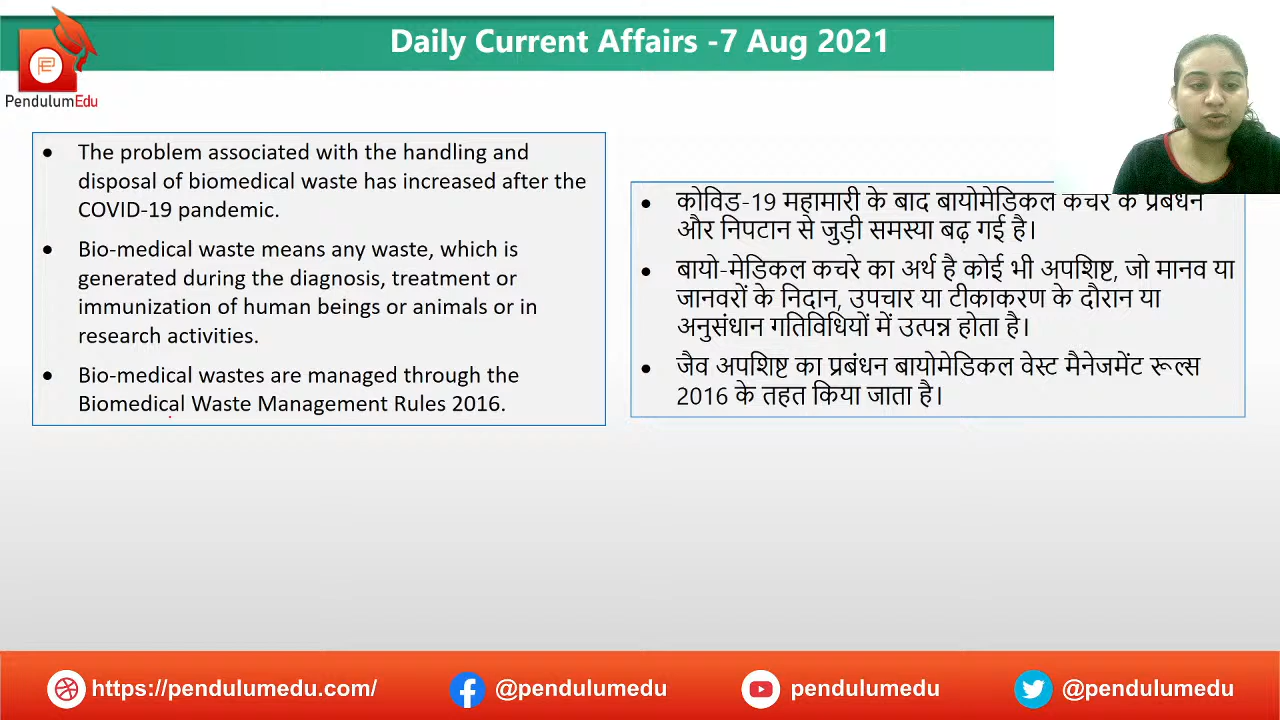 Daily Current Affairs -7 Aug 2021
PendulumEdu
• The problem associated with the handling and
disposal of biomedical waste has increased after the
COVID-19 pandemic.
• Bio-medical waste means any waste, which is
generated during the diagnosis, treatment or
immunization of human beings or animals or in
research activities.
• Bio-medical wastes are managed through the
Biomedical Waste Management Rules 2016.
• कोविड-19 महामारी के बाद बायोमेडिकल कचरे के प्रबंधन
और निपटान से जुड़ी समस्या बढ़ गई है।
• बायो-मेडिकल कचरे का अर्थ है कोई भी अपशिष्ट, जो मानव या
जानवरों के निदान, उपचार या टीकाकरण के दौरान या
अनुसंधान गतिविधियों में उत्पन्न होता है।
• जैव अपशिष्ट का प्रबंधन बायोमेडिकल वेस्ट मैनेजमेंट रूल्स
2016 के तहत किया जाता है।
https://pendulumedu.com/
@pendulumedu
pendulumedu
@pendulumedu